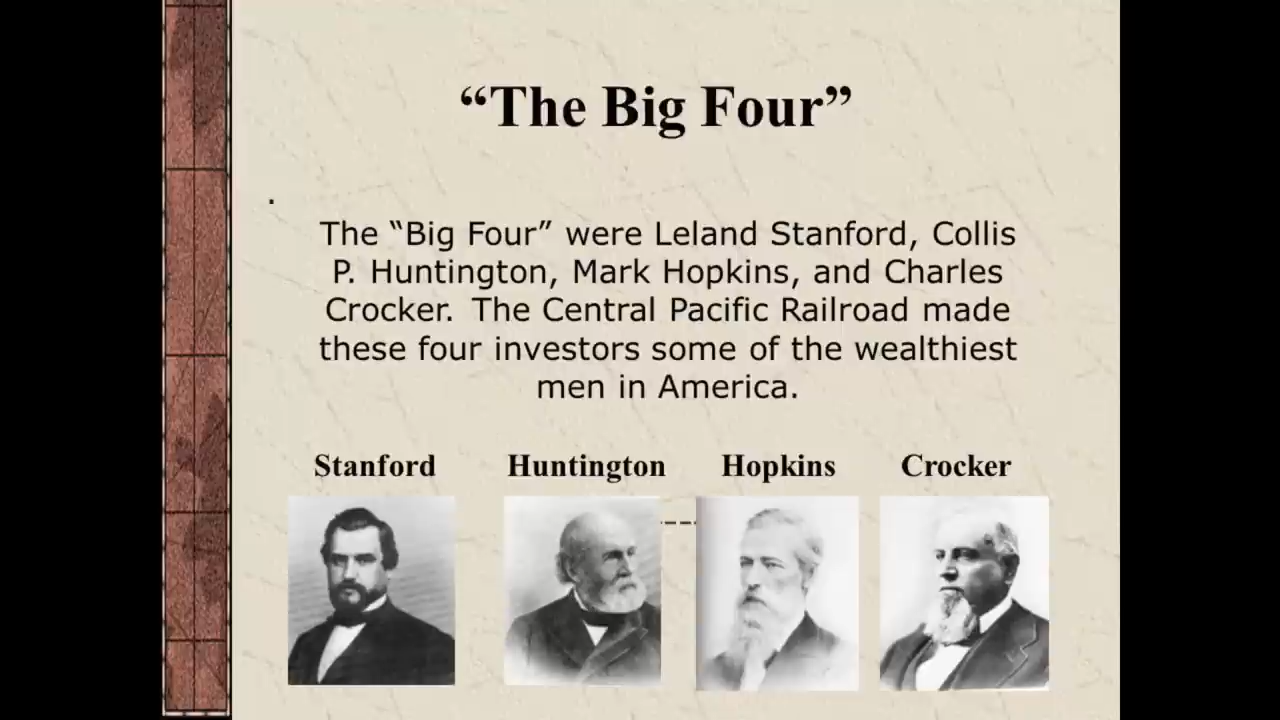 “The Big Four”
.
The “Big Four” were Leland Stanford, Collis
P. Huntington, Mark Hopkins, and Charles
Crocker. The Central Pacific Railroad made
these four investors some of the wealthiest
men in America.
Stanford Huntington Hopkins Crocker